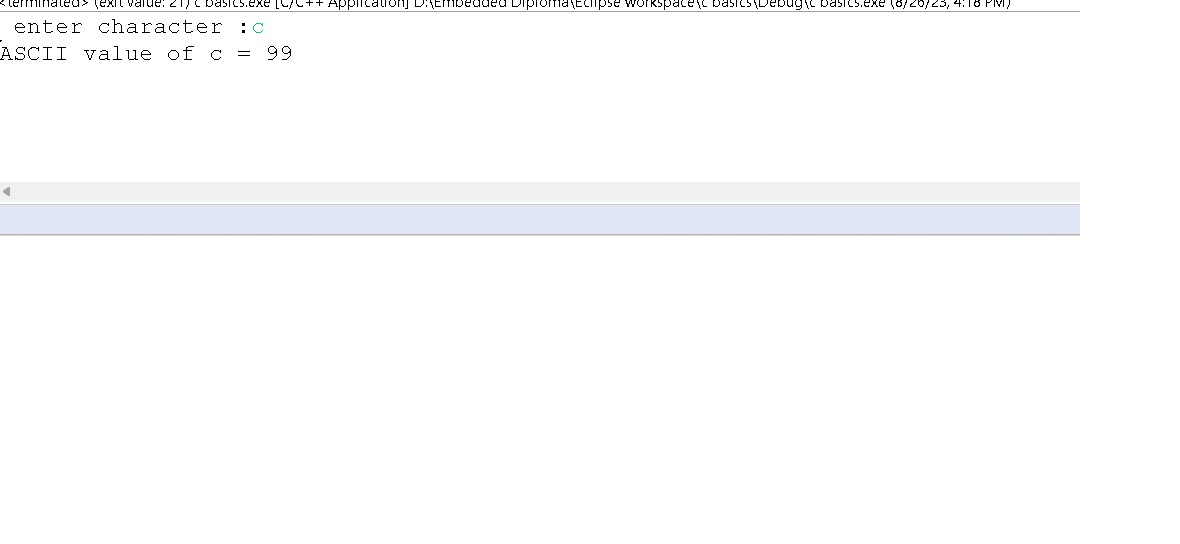 <terminated> (exit value: 21) c basics.exe [C/C++ Application] D:\Embedded Diploma\Eclipse workspace\c basics\Debug\c basics.exe (8/26/23, 4:18 PM)
enter character :c
ASCII value of c = 99